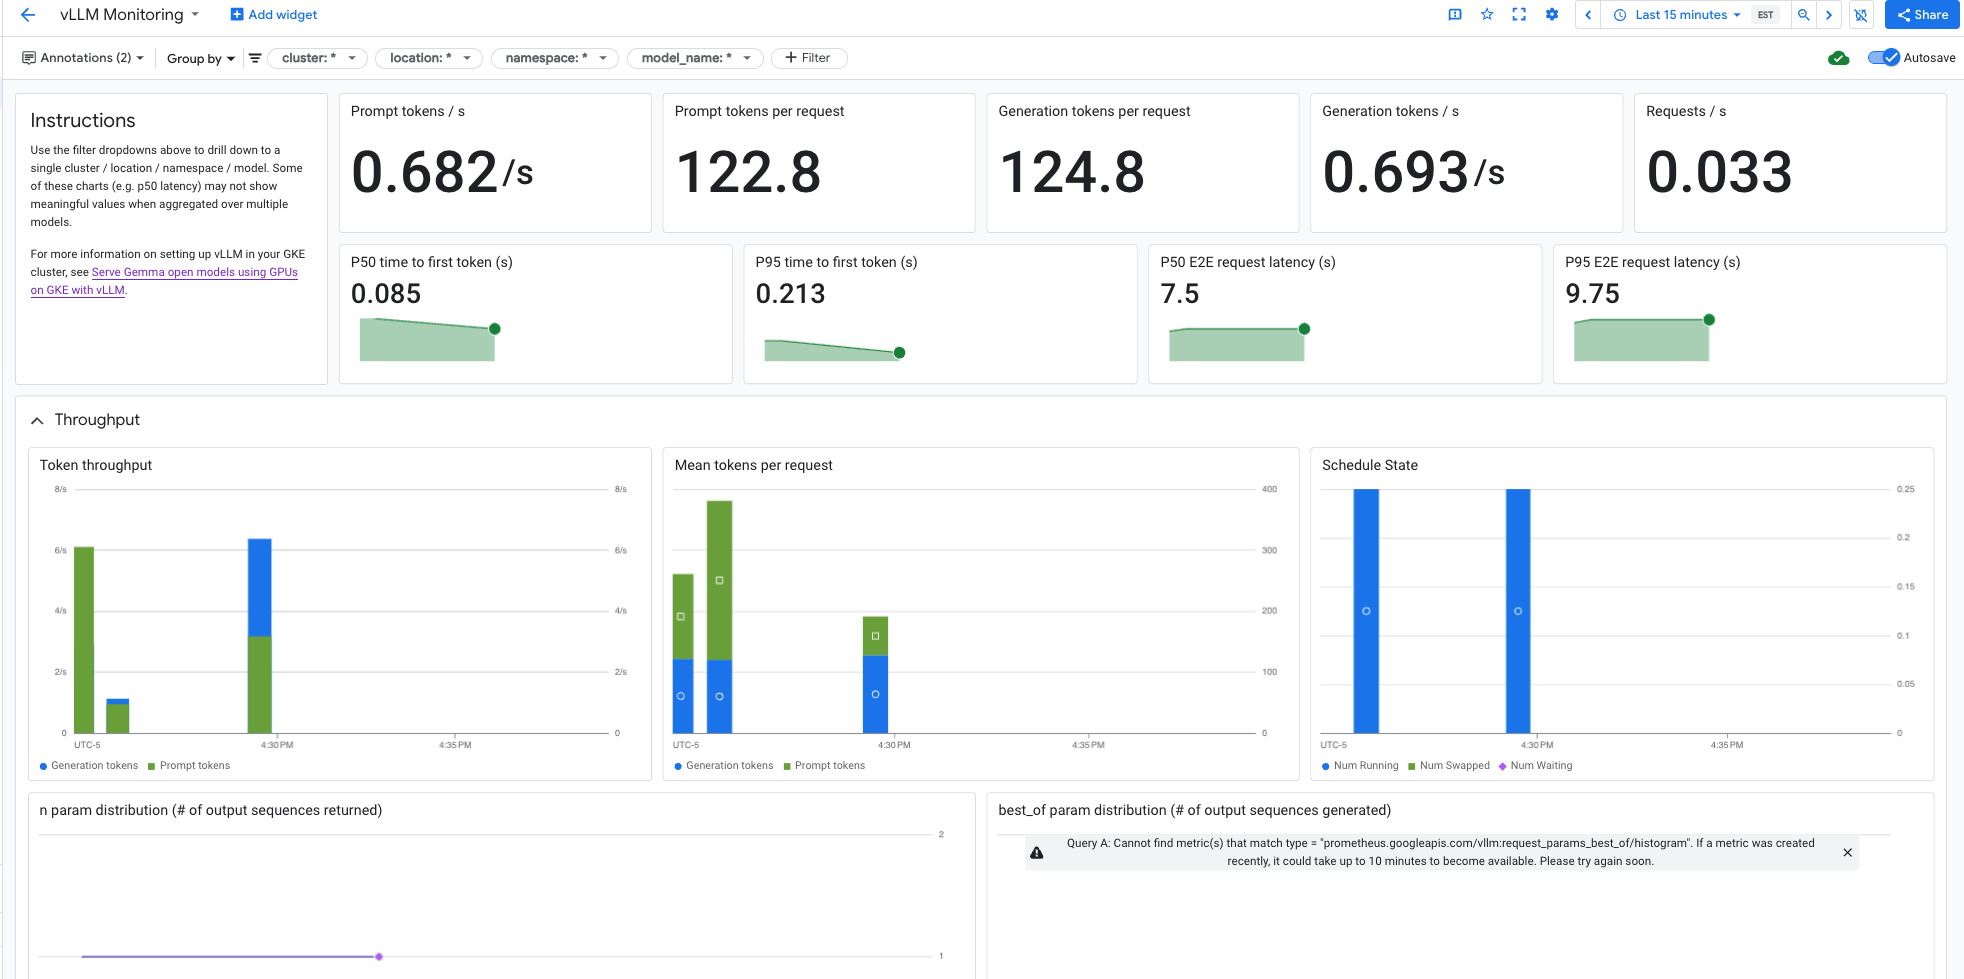 vLLM Monitoring
Add widget
Last 15 minutes
EST
Share
Annotations (2)
Group by
cluster: *
location: *
namespace: *
model_name: *
Filter
Autosave
Instructions
Use the filter dropdowns above to drill down to a
single cluster / location / namespace / model. Some
of these charts (e.g. p50 latency) may not show
meaningful values when aggregated over multiple
models.
For more information on setting up vLLM in your GKE
cluster, see Serve Gemma open models using GPUs
on GKE with vLLM.
Prompt tokens / s
0.682/s
Prompt tokens per request
122.8
Generation tokens per request
124.8
Generation tokens / s
0.693/s
Requests / s
0.033
P50 time to first token (s)
0.085
P95 time to first token (s)
0.213
P50 E2E request latency (s)
7.5
P95 E2E request latency (s)
9.75
Throughput
Token throughput
8/s
8/s
6/s
6/s
4/s
4/s
2/s
2/s
0
0
UTC-5
4:30 PM
4:35 PM
Generation tokens
Prompt tokens
Mean tokens per request
400
300
200
100
0
UTC-5
4:30 PM
4:35 PM
Generation tokens
Prompt tokens
Schedule State
0.25
0.2
0.15
0.1
0.05
0
UTC-5
4:30 PM
4:35 PM
Num Running
Num Swapped
Num Waiting
n param distribution (# of output sequences returned)
2
1
best_of param distribution (# of output sequences generated)
Query A: Cannot find metric(s) that match type = "prometheus.googleapis.com/vllm:request_params_best_of/histogram". If a metric was created
recently, it could take up to 10 minutes to become available. Please try again soon.